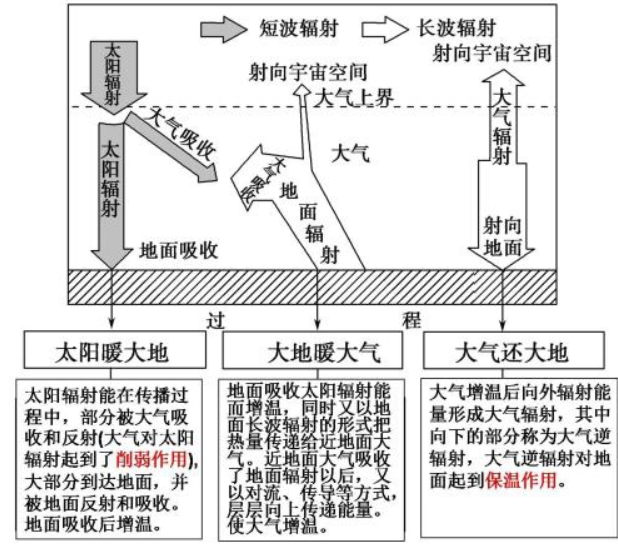 短波辐射
长波辐射
太阳辐射
射向宇宙空间
射向宇宙空间
大气上界
大气吸收
太阳辐射
大气
大气吸收
地面辐射
大气辐射
射向
地面
地面吸收
过程
太阳暖大地
大地暖大气
大气还大地
太阳辐射能在传播过
程中，部分被大气吸
收和反射(大气对太阳
辐射起到了削弱作用),
大部分到达地面，并
被地面反射和吸收。
地面吸收后增温。
地面吸收太阳辐射能
而增温，同时又以地
面长波辐射的形式把
热量传递给近地面大
气。近地面大气吸收
了地面辐射以后，又
以对流、传导等方式，
层层向上传递能量。
使大气增温。
大气增温后向外辐射能
量形成大气辐射，其中
向下的部分称为大气逆
辐射，大气逆辐射对地
面起到保温作用。